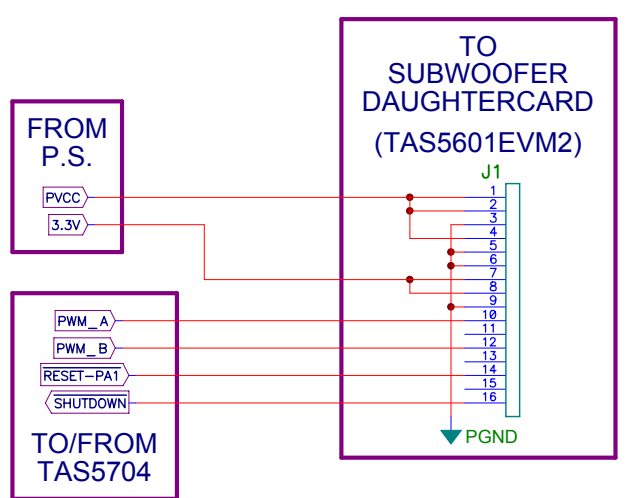 TO
SUBWOOFER
DAUGHTERCARD
(TAS5601EVM2)
J1
1
2
3
4
5
6
7
8
9
10
11
12
13
14
15
16
PGND
FROM
P.S.
PVCC
3.3V
PWM_A
PWM_B
RESET-PA1
SHUTDOWN
TO/FROM
TAS5704